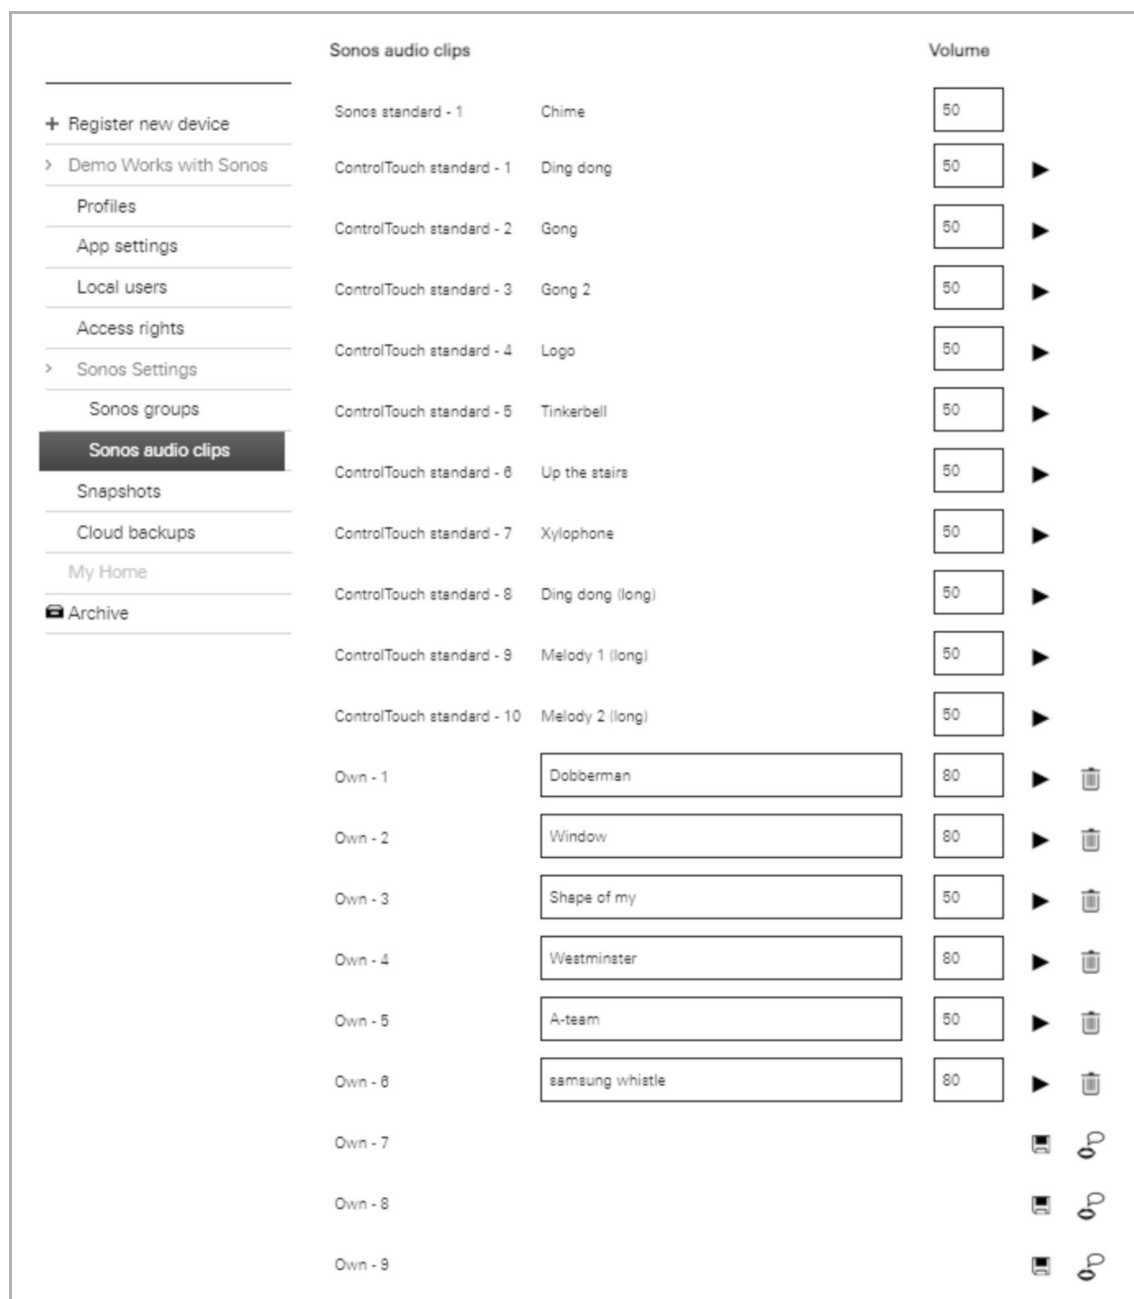 Sonos audio clips Volume
+ Register new device
> Demo Works with Sonos
Profiles
App settings
Local users
Access rights
> Sonos Settings
Sonos groups
Sonos audio clips
Snapshots
Cloud backups
My Home
Archive
Sonos standard - 1 Chime 50
ControlTouch standard - 1 Ding dong 50
ControlTouch standard - 2 Gong 50
ControlTouch standard - 3 Gong 2 50
ControlTouch standard - 4 Logo 50
ControlTouch standard - 5 Tinkerbell 50
ControlTouch standard - 6 Up the stairs 50
ControlTouch standard - 7 Xylophone 50
ControlTouch standard - 8 Ding dong (long) 50
ControlTouch standard - 9 Melody 1 (long) 50
ControlTouch standard - 10 Melody 2 (long) 50
Own - 1 Dobberman 80
Own - 2 Window 80
Own - 3 Shape of my 50
Own - 4 Westminster 80
Own - 5 A-team 50
Own - 6 samsung whistle 80
Own - 7
Own - 8
Own - 9